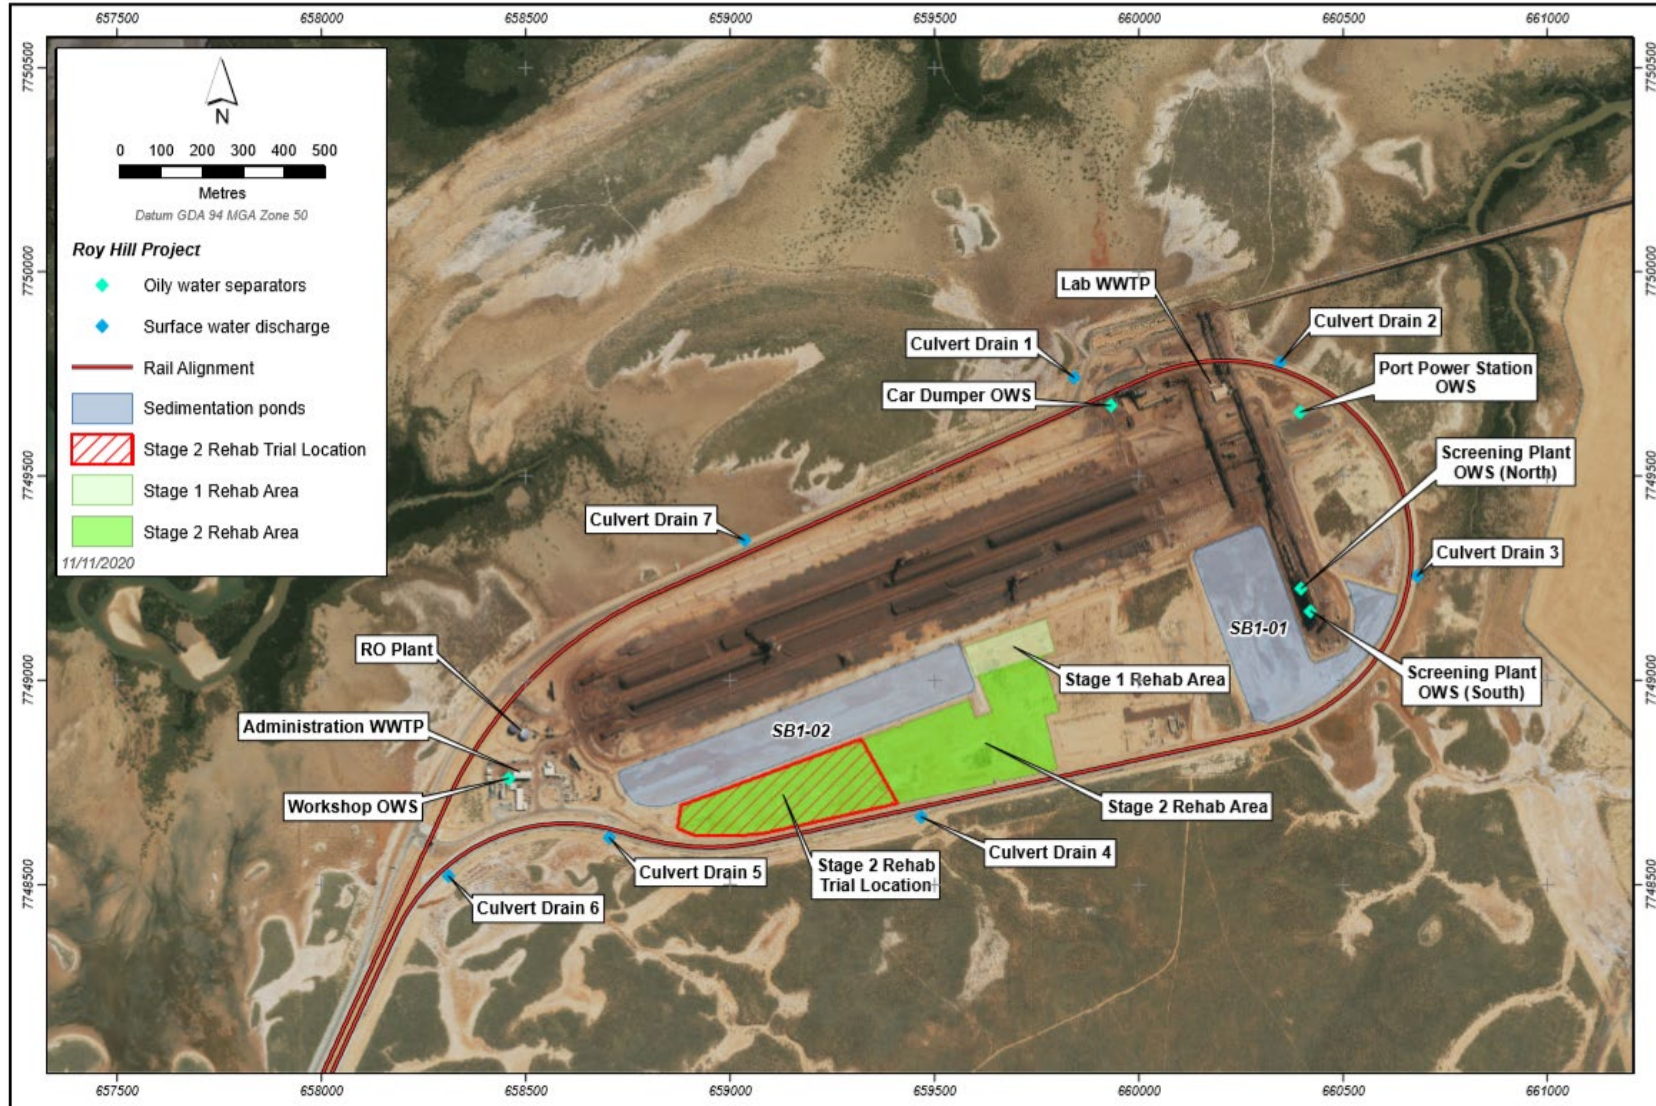 657500 658000 658500 659000 659500 660000 660500 661000
7750500
7750000
7749500
7749000
7748500
7750500
7750000
7749500
7749000
7748500
N
0 100 200 300 400 500
Metres
Datum GDA 94 MGA Zone 50
Roy Hill Project
Oily water separators
Surface water discharge
Rail Alignment
Sedimentation ponds
Stage 2 Rehab Trial Location
Stage 1 Rehab Area
Stage 2 Rehab Area
11/11/2020
Lab WWTP
Culvert Drain 1
Culvert Drain 2
Car Dumper OWS
Port Power Station
OWS
Screening Plant
OWS (North)
Culvert Drain 7
Culvert Drain 3
SB1-01
RO Plant
Stage 1 Rehab Area
Screening Plant
OWS (South)
Administration WWTP
SB1-02
Workshop OWS
Stage 2 Rehab Area
Culvert Drain 4
Culvert Drain 5
Stage 2 Rehab
Trial Location
Culvert Drain 6
657500 658000 658500 659000 659500 660000 660500 661000